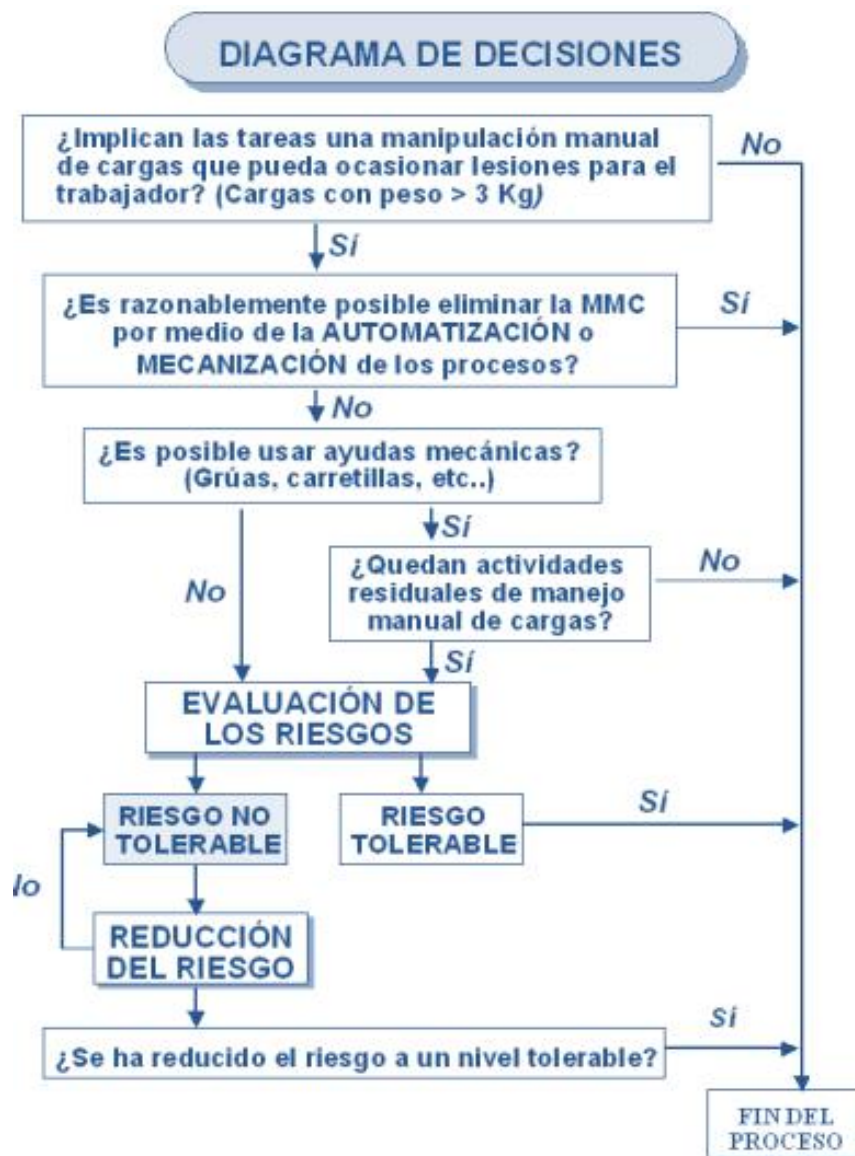 DIAGRAMA DE DECISIONES
¿Implican las tareas una manipulación manual
de cargas que pueda ocasionar lesiones para el
trabajador? (Cargas con peso > 3 Kg)
No
Sí
¿Es razonablemente posible eliminar la MMC
por medio de la AUTOMATIZACIÓN o
MECANIZACIÓN de los procesos?
Sí
No
¿Es posible usar ayudas mecánicas?
(Grúas, carretillas, etc..)
Sí
No
¿Quedan actividades
residuales de manejo
manual de cargas?
No
Sí
EVALUACIÓN DE
LOS RIESGOS
RIESGO NO
TOLERABLE
RIESGO
TOLERABLE
Sí
No
REDUCCIÓN
DEL RIESGO
¿Se ha reducido el riesgo a un nivel tolerable?
Sí
FIN DEL
PROCESO